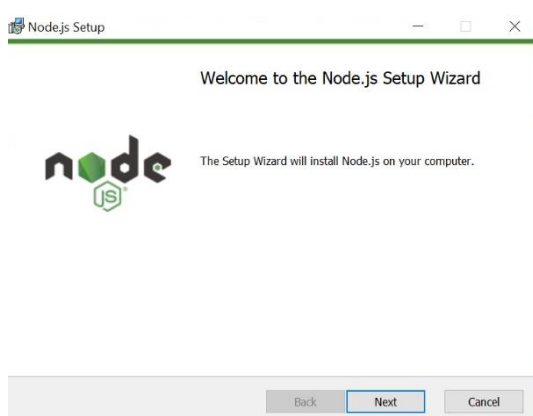 Node.js Setup
Welcome to the Node.js Setup Wizard
The Setup Wizard will install Node.js on your computer.
node
JS
Back
Next
Cancel